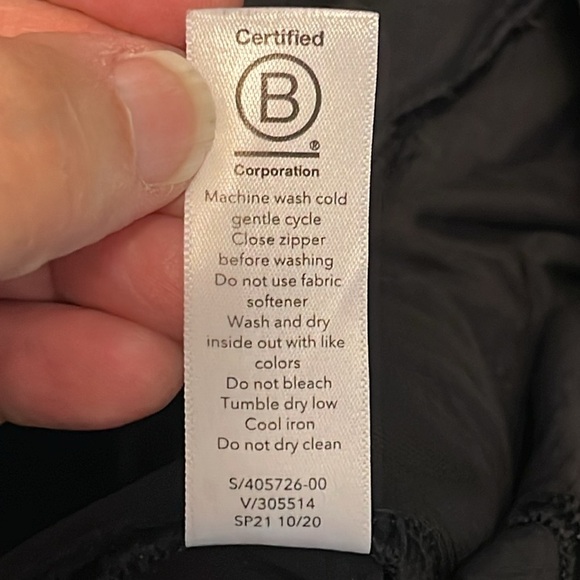 Certified
B
®
Corporation
Machine wash cold
gentle cycle
Close zipper
before washing
Do not use fabric
softener
Wash and dry
inside out with like
colors
Do not bleach
Tumble dry low
Cool iron
Do not dry clean
S/405726-00
V/305514
SP21 10/20